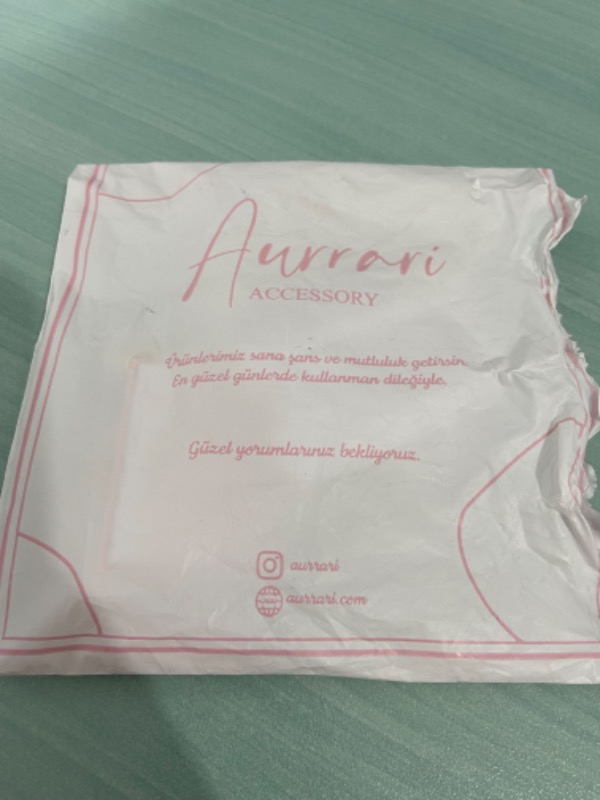 Aurrari
ACCESSORY
Ürünlerimiz sana şans ve mutluluk getirsin.
En güzel günlerde kullanman dileğiyle.
Güzel yorumlarınız bekliyoruz.
aurrari
aurrari.com